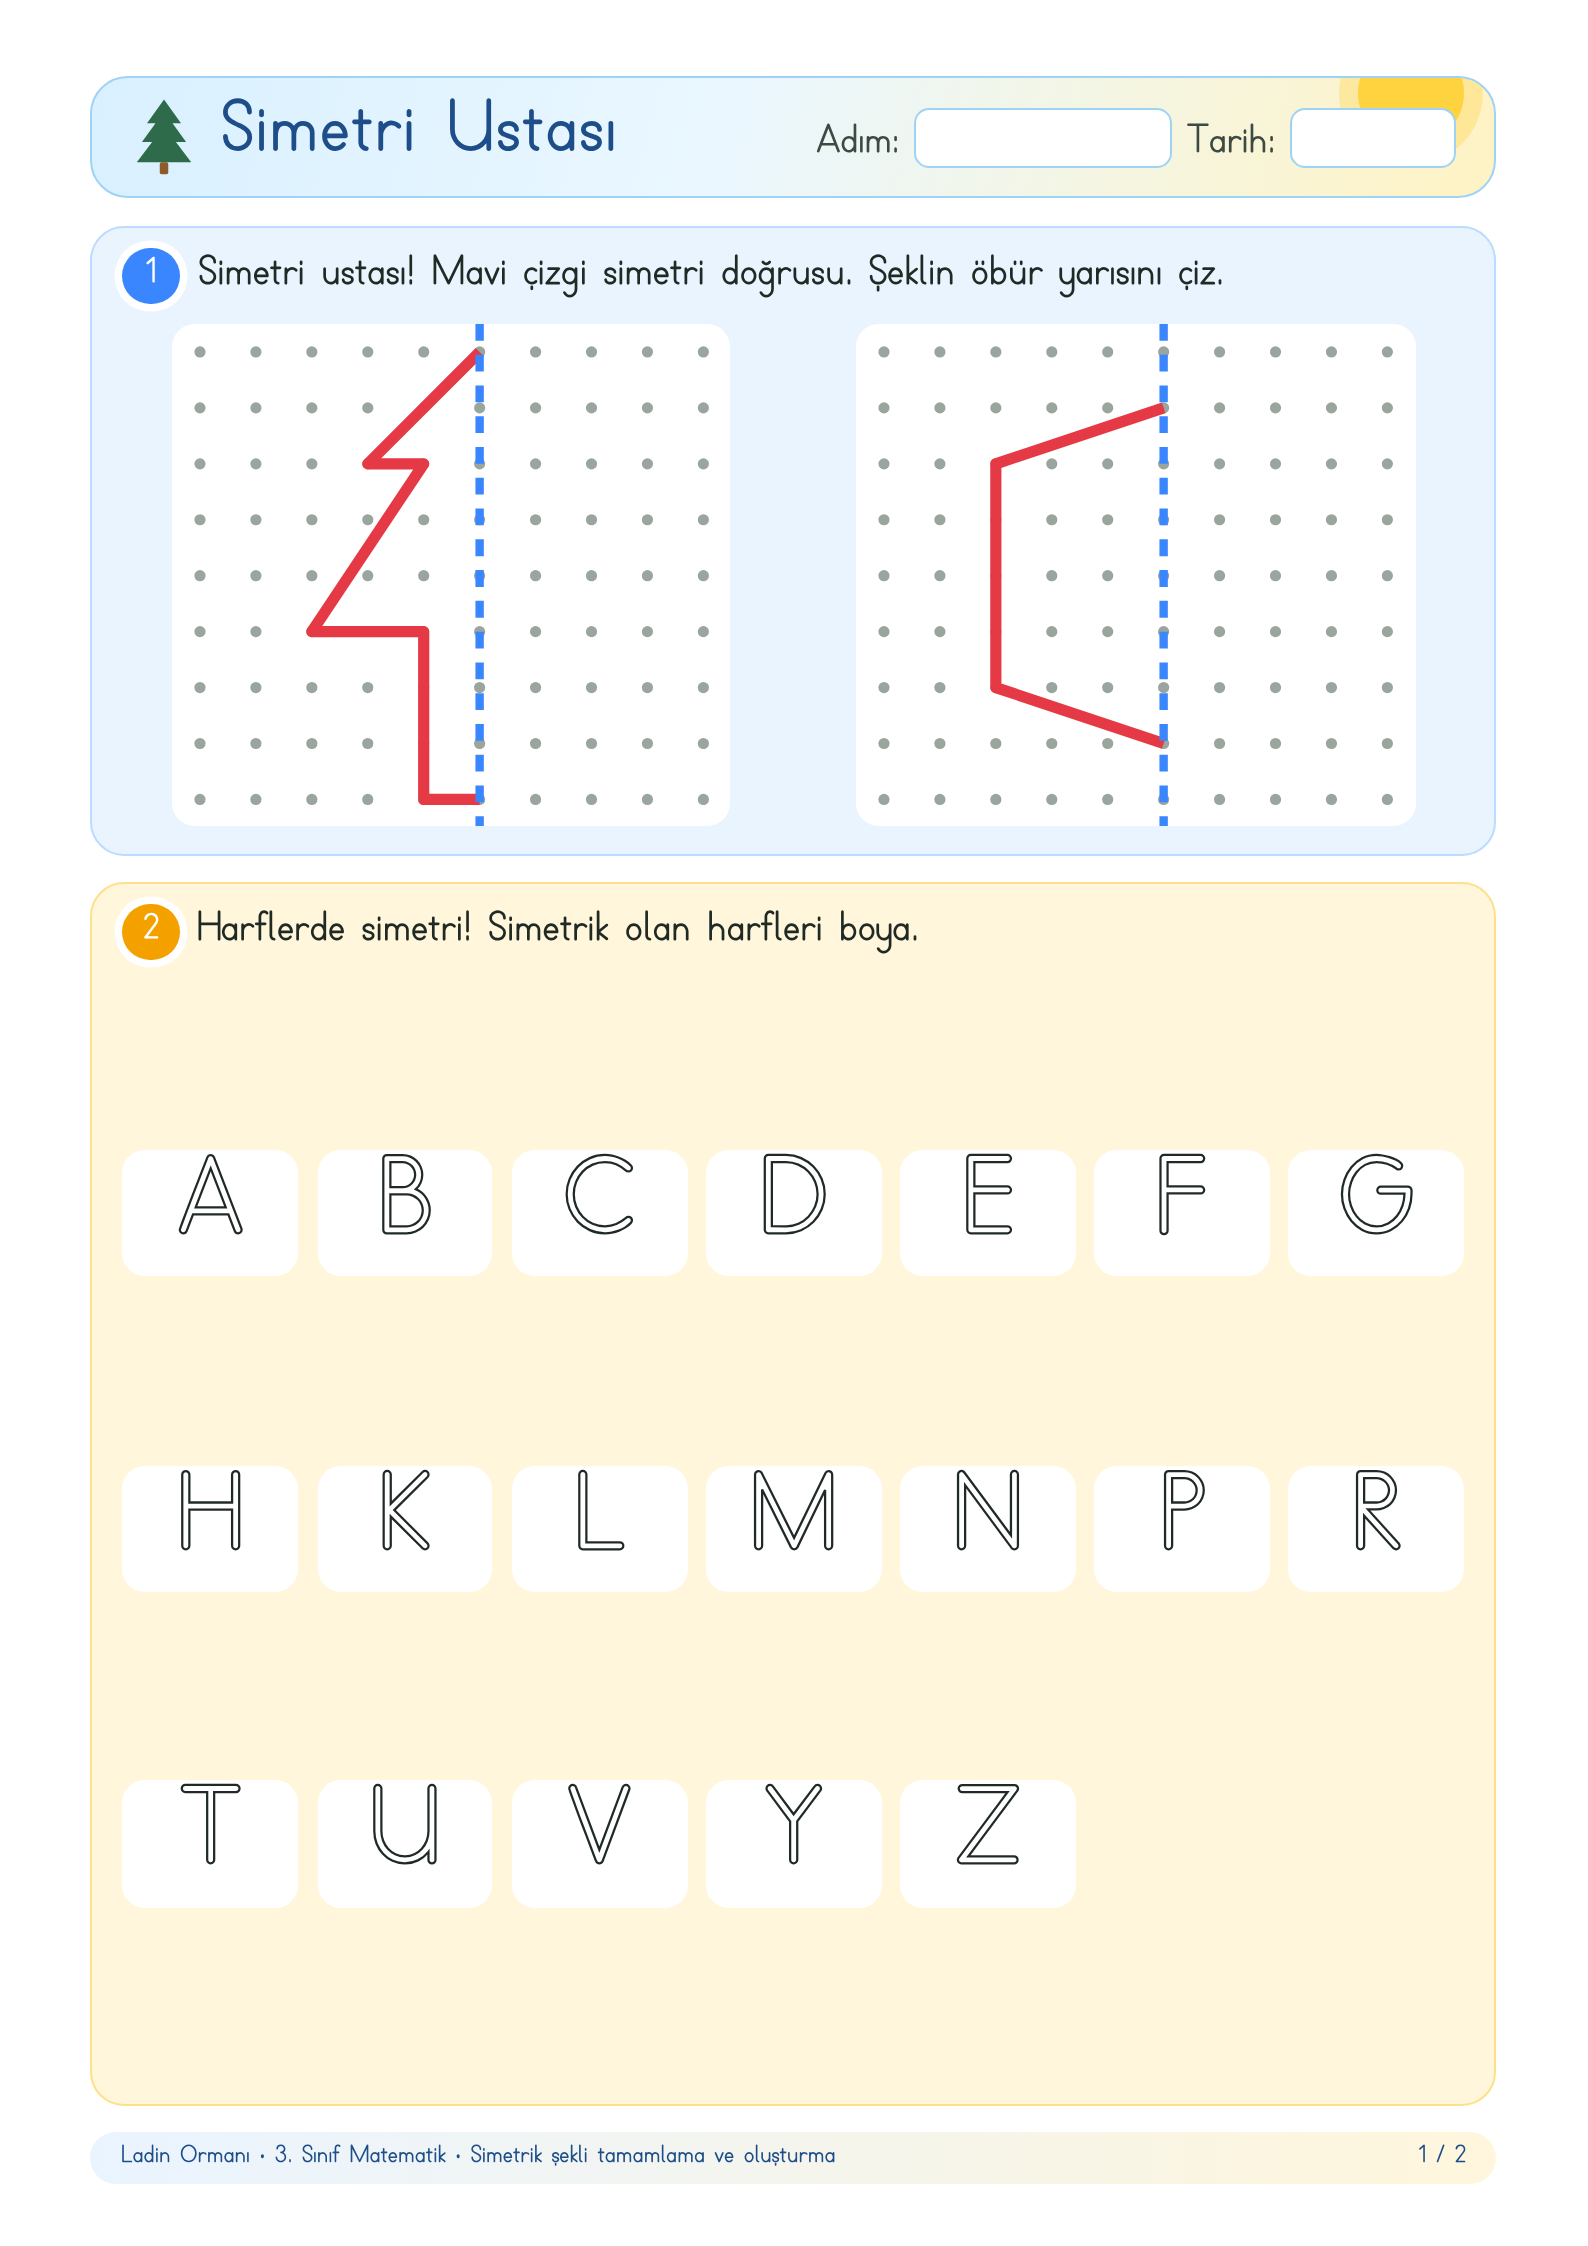 Simetri Ustası
Adım:
Tarih:
1 Simetri ustası! Mavi çizgi simetri doğrusu. Şeklin öbür yarısını çiz.
2 Harflerde simetri! Simetrik olan harfleri boya.
A B C D E F G
H K L M N P R
T U V Y Z
Ladin Ormanı • 3. Sınıf Matematik • Simetrik şekli tamamlama ve oluşturma
1 / 2